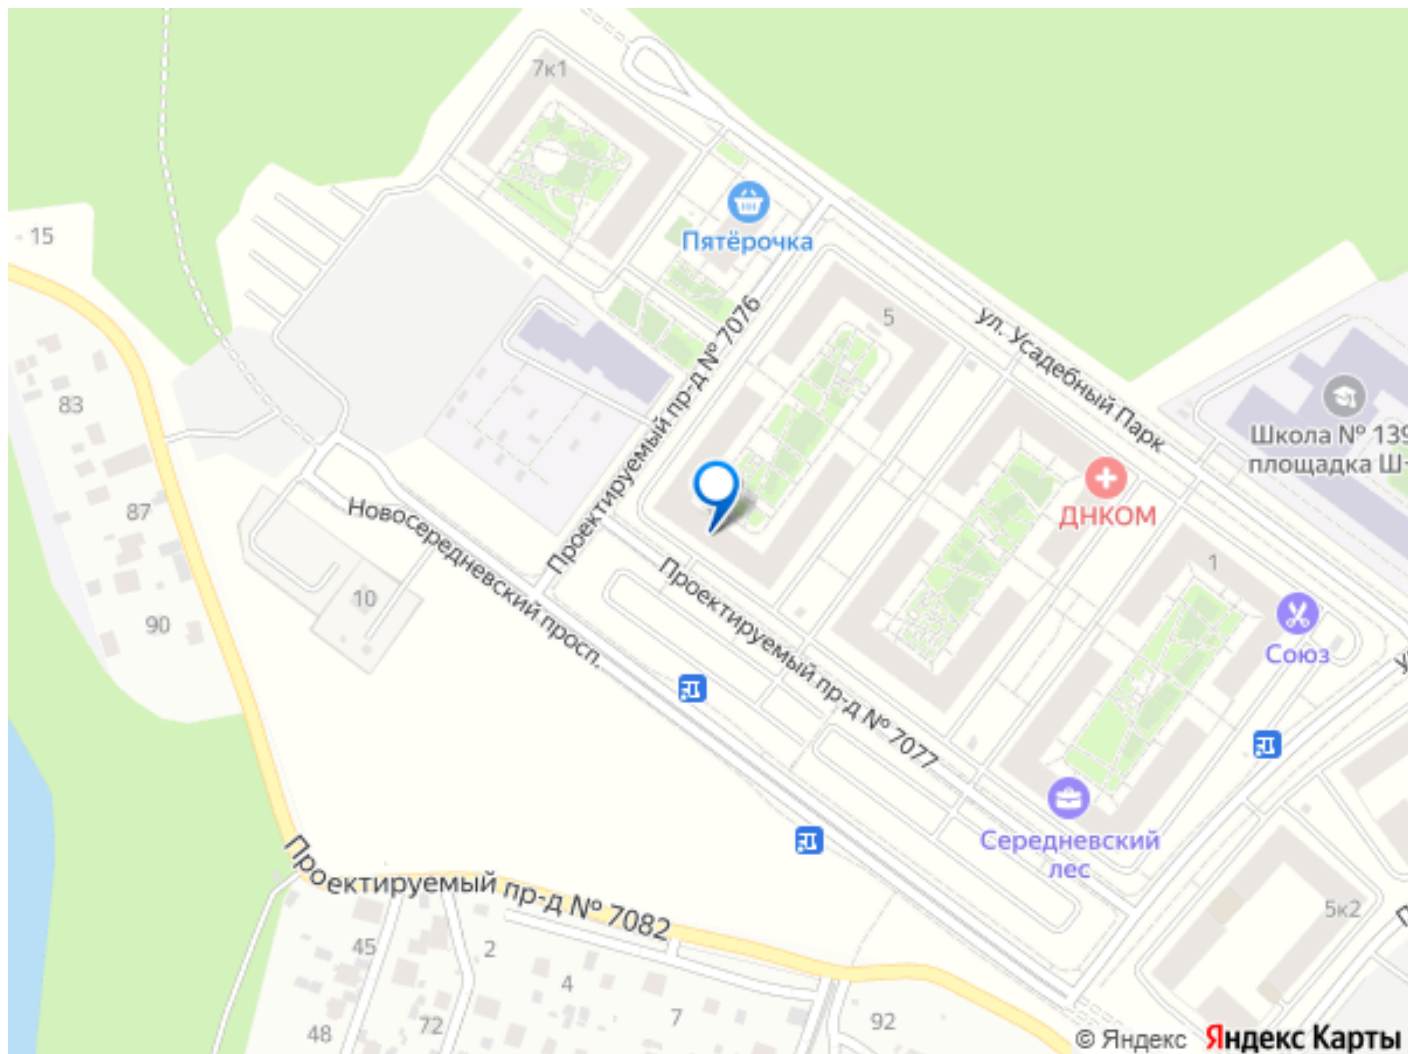 7к1
- 15
Пятёрочка
Проектируемый пр-д № 7076
5
ул. Усадебный Парк
83
Школа № 139
площадка Ш-
ДНКОМ
87
Новосередневский просп.
Проектируемый пр-д № 7077
1
10
90
Союз
Середневский
лес
Проектируемый пр-д № 7082
5к2
45
2
4
7
48
72
92
© Яндекс Яндекс Карты